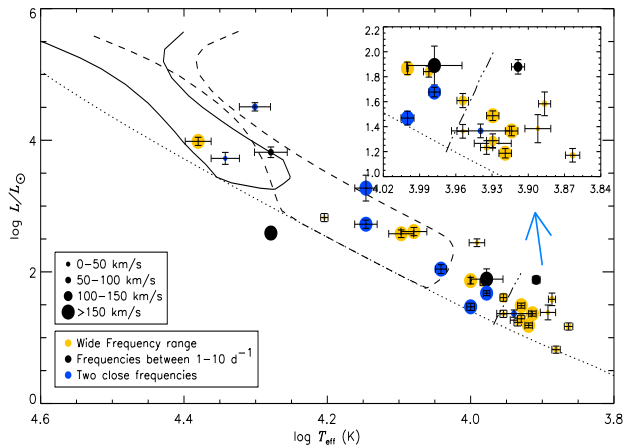 6
4
2
0
log L/L☉
4.6
4.4
4.2
4.0
3.8
log Teff (K)
2.2
2.0
1.8
1.6
1.4
1.2
1.0
4.02
3.99
3.96
3.93
3.90
3.87
3.84
0-50 km/s
50-100 km/s
100-150 km/s
>150 km/s
Wide Frequency range
Frequencies between 1-10 d⁻¹
Two close frequencies